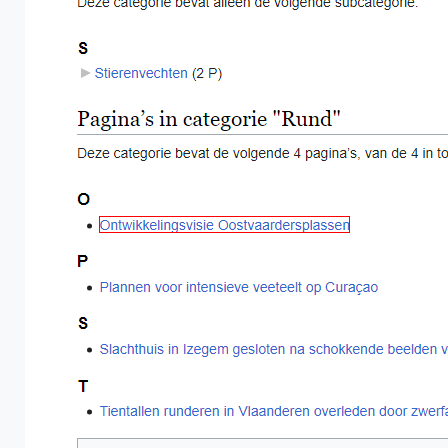 Deze categorie bevat alleen de volgende subcategorie.
S
Stierenvechten (2 P)
Pagina’s in categorie "Rund"
Deze categorie bevat de volgende 4 pagina’s, van de 4 in to
O
Ontwikkelingsvisie Oostvaardersplassen
P
Plannen voor intensieve veeteelt op Curaçao
S
Slachthuis in Izegem gesloten na schokkende beelden v
T
Tientallen runderen in Vlaanderen overleden door zwerfa